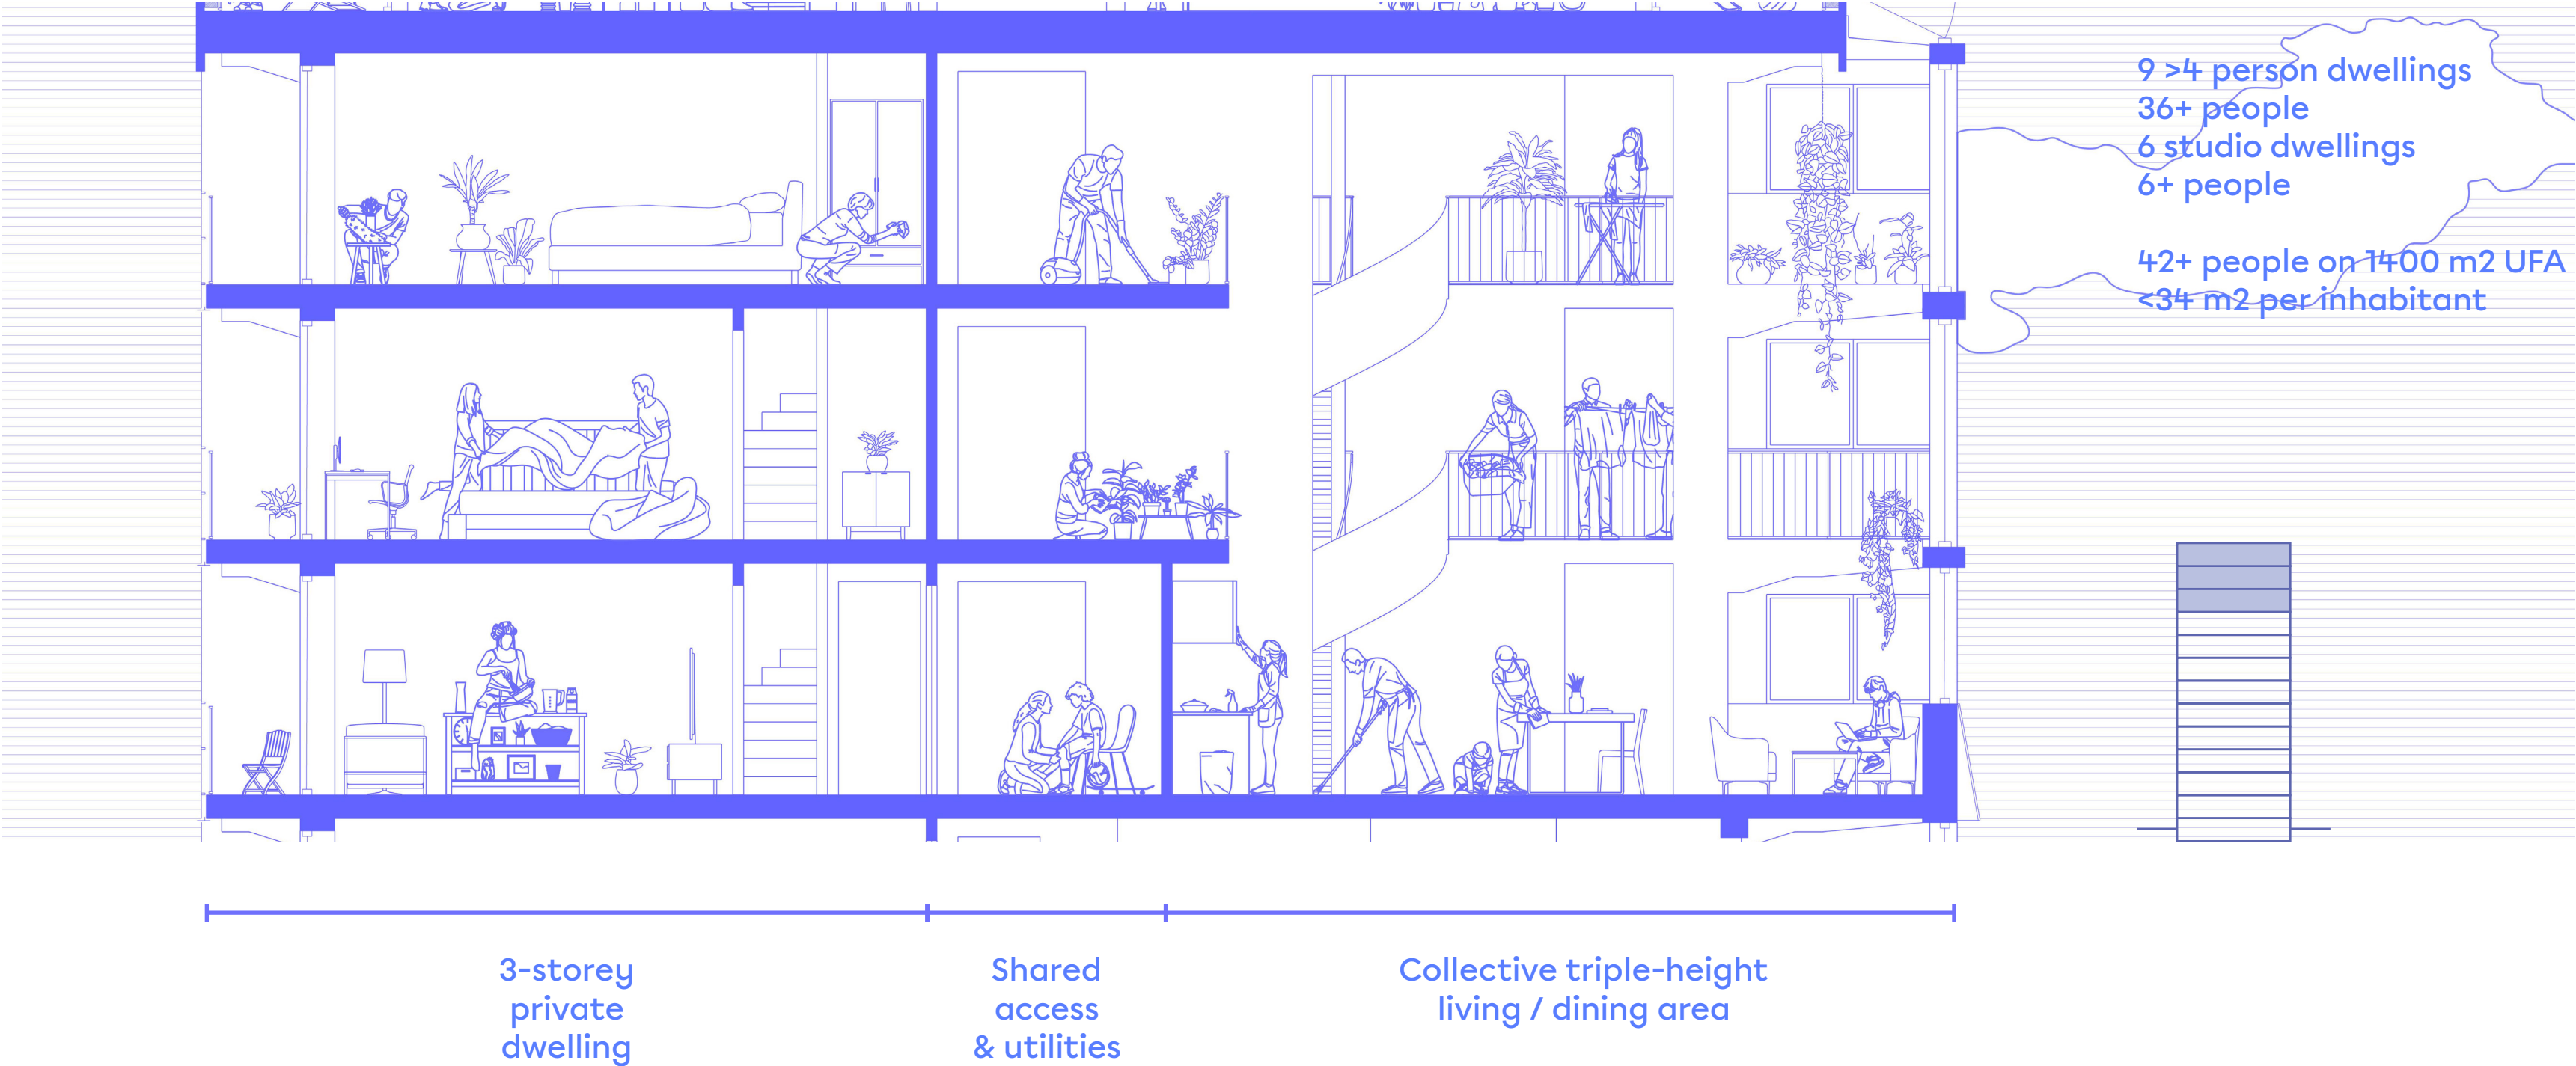 9 >4 person dwellings
36+ people
6 studio dwellings
6+ people
42+ people on 1400 m2 UFA
<34 m2 per inhabitant
3-storey
private
dwelling
Shared
access
& utilities
Collective triple-height
living / dining area